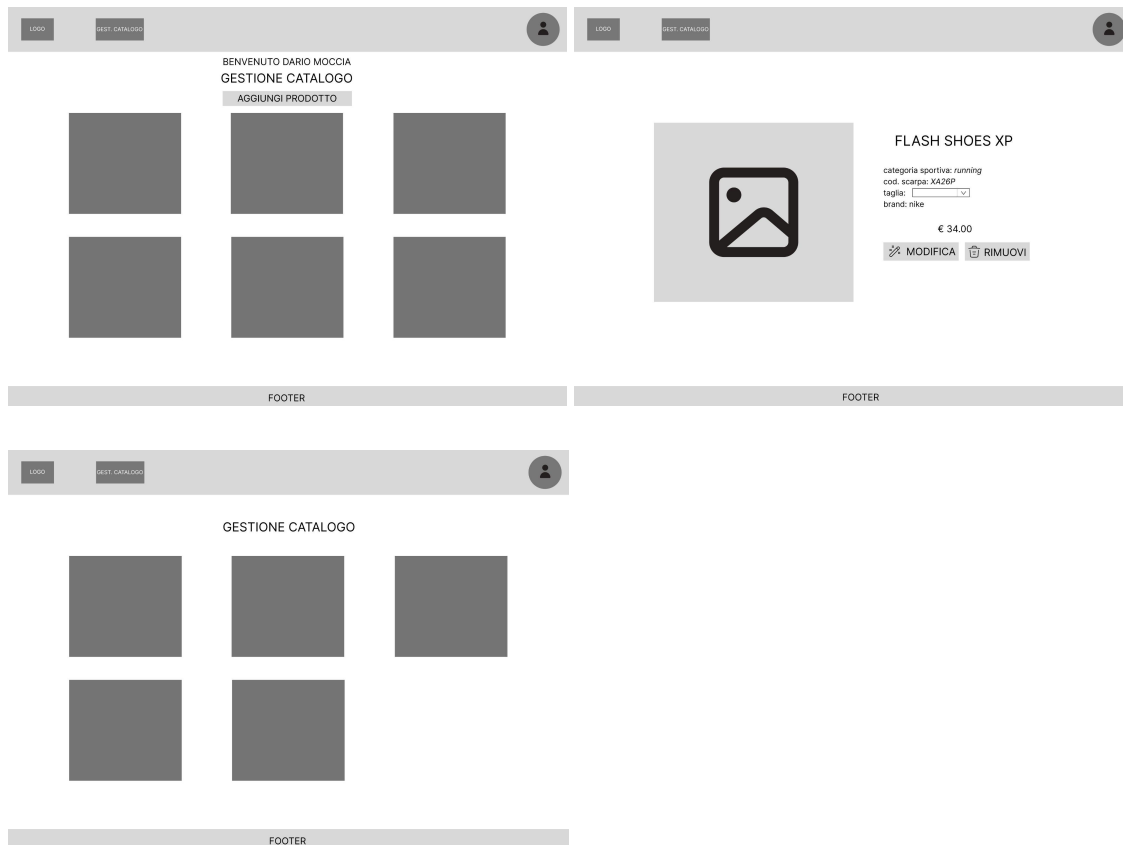 LOGO
GEST. CATALOGO
BENVENUTO DARIO MOCCIA
GESTIONE CATALOGO
AGGIUNGI PRODOTTO
FOOTER
LOGO
GEST. CATALOGO
FLASH SHOES XP
categoria sportiva: running
cod. scarpa: XA26P
taglia:
brand: nike
€ 34.00
MODIFICA
RIMUOVI
FOOTER
LOGO
GEST. CATALOGO
GESTIONE CATALOGO
FOOTER